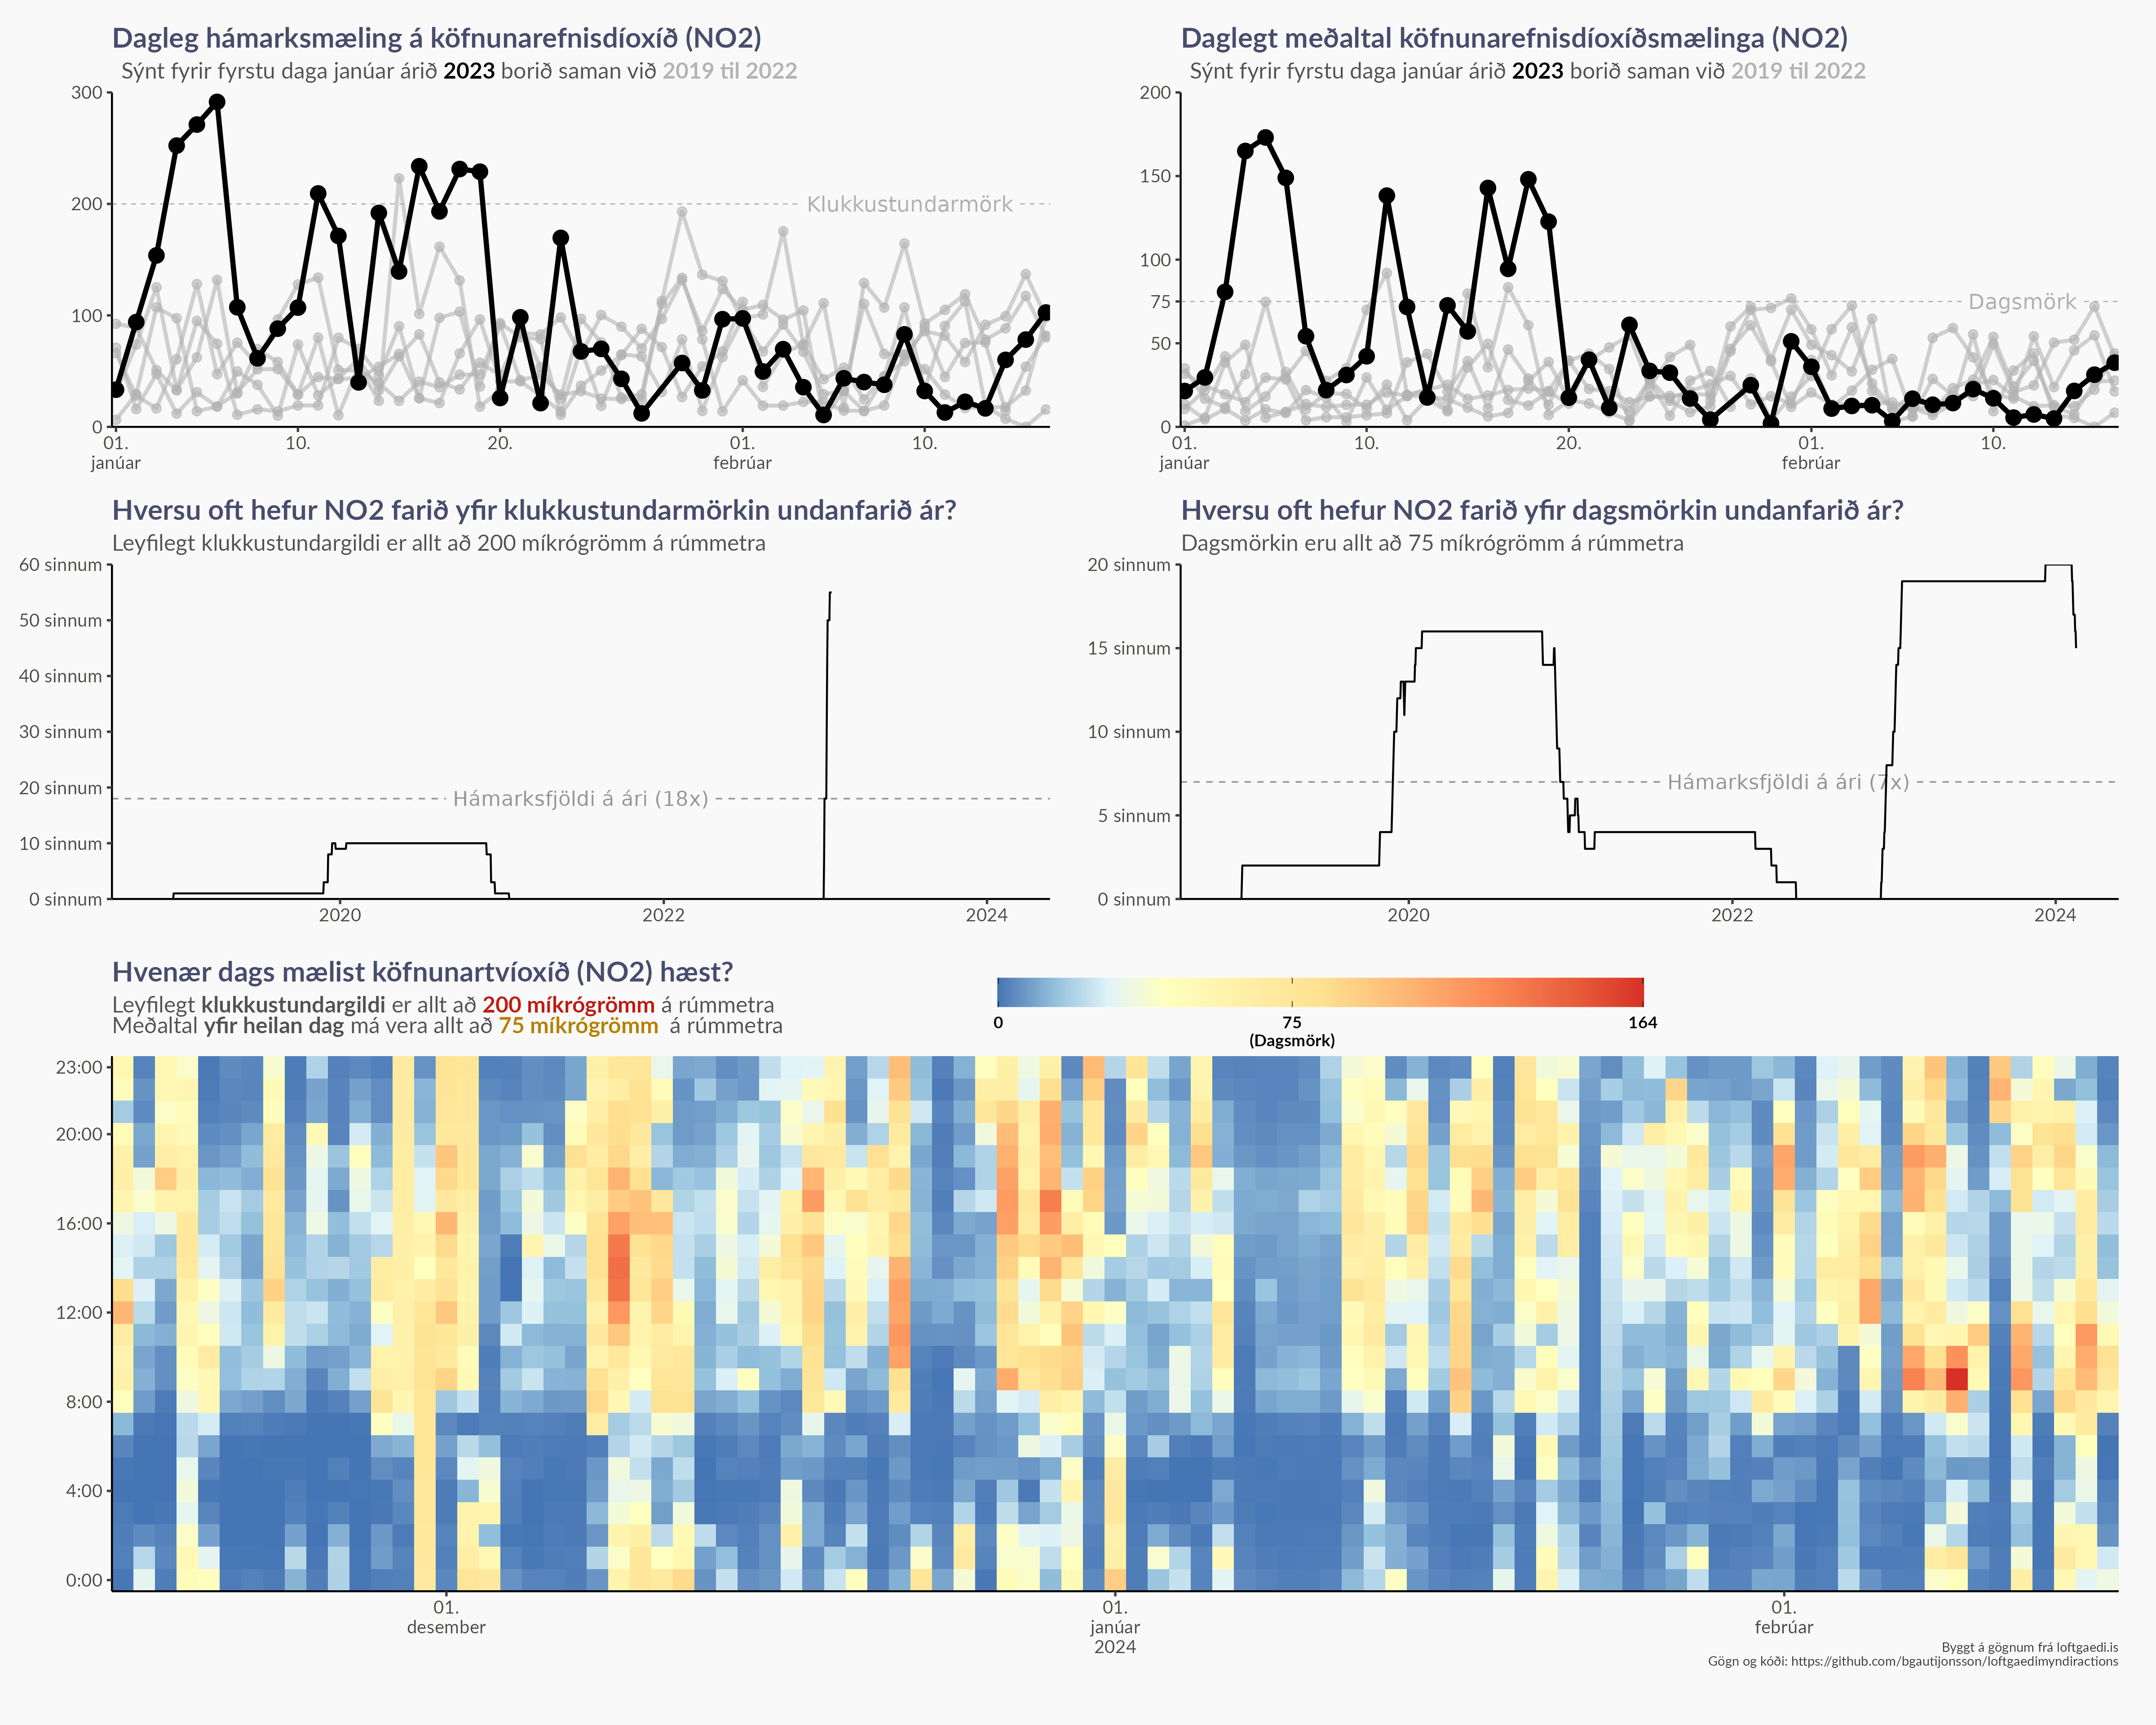 Dagleg hámarksmæling á köfnunarefnisdíoxíð (NO2)
Sýnt fyrir fyrstu daga janúar árið 2023 borið saman við 2019 til 2022
300
200
100
0
Klukkustundarmörk
01.
janúar
10.
20.
01.
febrúar
10.
Daglegt meðaltal köfnunarefnisdíoxíðsmælinga (NO2)
Sýnt fyrir fyrstu daga janúar árið 2023 borið saman við 2019 til 2022
200
150
100
75
50
0
Dagsmörk
01.
janúar
10.
20.
01.
febrúar
10.
Hversu oft hefur NO2 farið yfir klukkustundarmörkin undanfarið ár?
Leyfilegt klukkustundargildi er allt að 200 míkrógrömm á rúmmetra
60 sinnum
50 sinnum
40 sinnum
30 sinnum
20 sinnum
10 sinnum
0 sinnum
Hámarksfjöldi á ári (18x)
2020
2022
2024
Hversu oft hefur NO2 farið yfir dagsmörkin undanfarið ár?
Dagsmörkin eru allt að 75 míkrógrömm á rúmmetra
20 sinnum
15 sinnum
10 sinnum
5 sinnum
0 sinnum
Hámarksfjöldi á ári (7x)
2020
2022
2024
Hvenær dags mælist köfnunartvíoxíð (NO2) hæst?
Leyfilegt klukkustundargildi er allt að 200 míkrógrömm á rúmmetra
Meðaltal yfir heilan dag má vera allt að 75 míkrógrömm á rúmmetra
0
75
(Dagsmörk)
164
23:00
20:00
16:00
12:00
8:00
4:00
0:00
01.
desember
01.
janúar
2024
01.
febrúar
Byggt á gögnum frá loftgaedi.is
Gögn og kóði: https://github.com/bgautijonsson/loftgaedimyndiractions